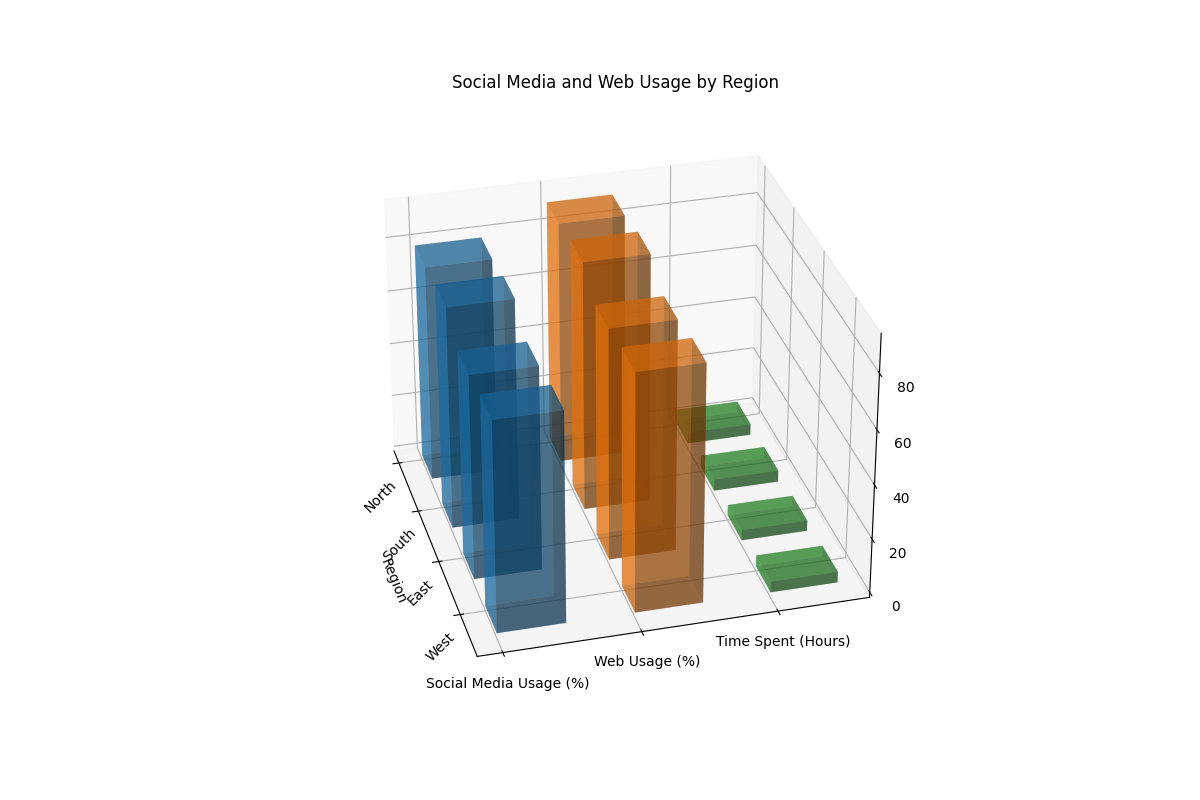 Social Media and Web Usage by Region
80
60
40
20
0
North
South
East
West
Region
Social Media Usage (%)
Web Usage (%)
Time Spent (Hours)